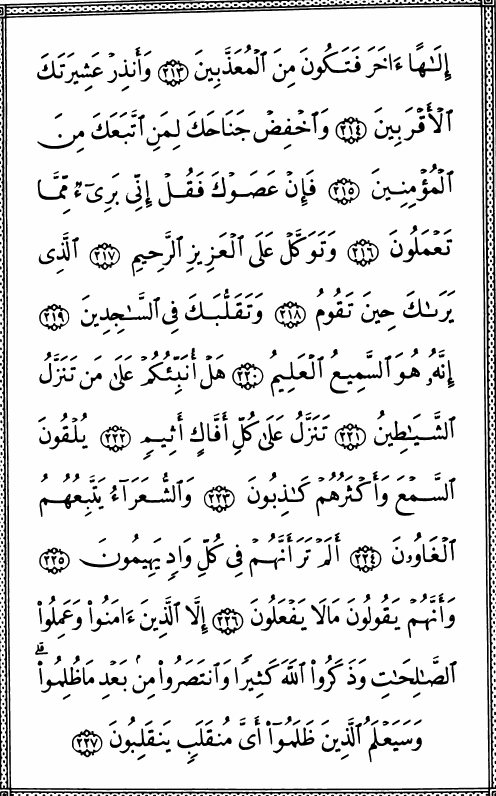 إِلَـٰهًا ءَاخَرَ فَتَكُونَ مِنَ ٱلْمُعَذَّبِينَ ٢١٣ وَأَنذِرْ عَشِيرَتَكَ
ٱلْأَقْرَبِينَ ٢١٤ وَٱخْفِضْ جَنَاحَكَ لِمَنِ ٱتَّبَعَكَ مِنَ
ٱلْمُؤْمِنِينَ ٢١٥ فَإِنْ عَصَوْكَ فَقُلْ إِنِّى بَرِىٓءٌ مِّمَّا
تَعْمَلُونَ ٢١٦ وَتَوَكَّلْ عَلَى ٱلْعَزِيزِ ٱلرَّحِيمِ ٢١٧ ٱلَّذِى
يَرَىٰكَ حِينَ تَقُومُ ٢١٨ وَتَقَلُّبَكَ فِى ٱلسَّـٰجِدِينَ ٢١٩
إِنَّهُۥ هُوَ ٱلسَّمِيعُ ٱلْعَلِيمُ ٢٢٠ هَلْ أُنَبِّئُكُمْ عَلَىٰ مَن تَنَزَّلُ
ٱلشَّيَـٰطِينُ ٢٢١ تَنَزَّلُ عَلَىٰ كُلِّ أَفَّاكٍ أَثِيمٍ ٢٢٢ يُلْقُونَ
ٱلسَّمْعَ وَأَكْثَرُهُمْ كَـٰذِبُونَ ٢٢٣ وَٱلشُّعَرَآءُ يَتَّبِعُهُمُ
ٱلْغَاوُۥنَ ٢٢٤ أَلَمْ تَرَ أَنَّهُمْ فِى كُلِّ وَادٍ يَهِيمُونَ ٢٢٥
وَأَنَّهُمْ يَقُولُونَ مَا لَا يَفْعَلُونَ ٢٢٦ إِلَّا ٱلَّذِينَ ءَامَنُوا۟ وَعَمِلُوا۟
ٱلصَّـٰلِحَـٰتِ وَذَكَرُوا۟ ٱللَّهَ كَثِيرًا وَٱنتَصَرُوا۟ مِنۢ بَعْدِ مَا ظُلِمُوا۟ ۗ
وَسَيَعْلَمُ ٱلَّذِينَ ظَلَمُوٓا۟ أَىَّ مُنقَلَبٍ يَنقَلِبُونَ ٢٢٧